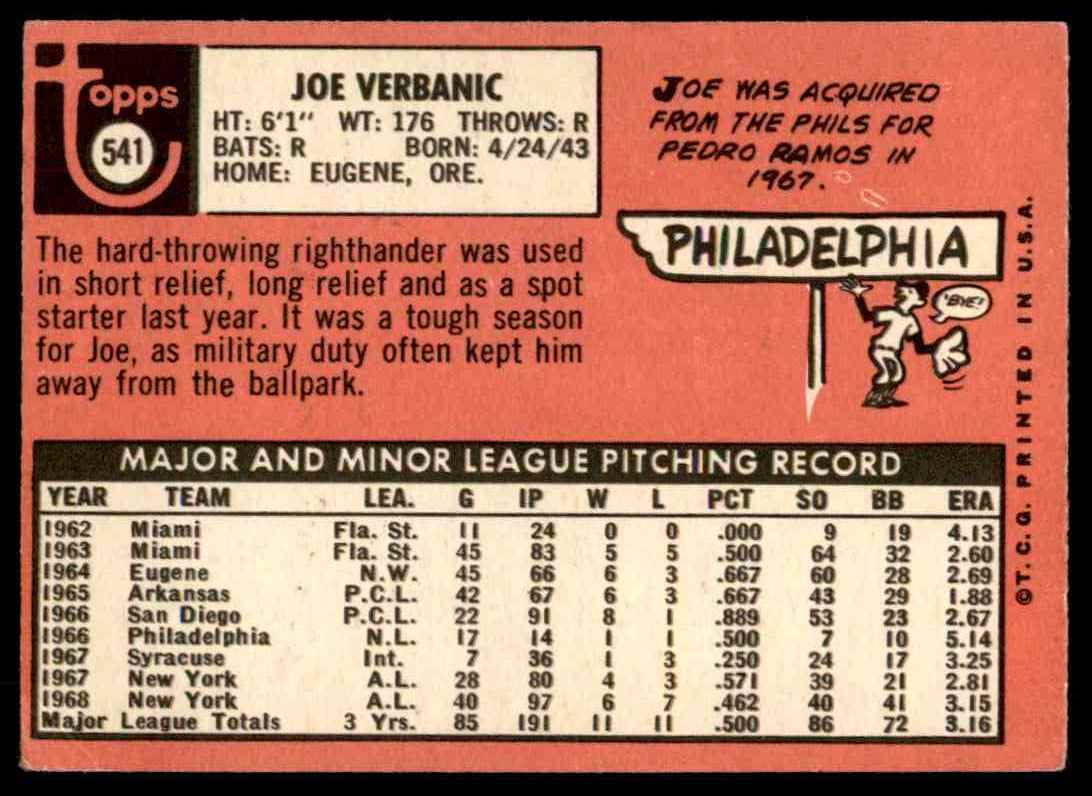 topps
541
JOE VERBANIC
HT: 6'1" WT: 176 THROWS: R
BATS: R BORN: 4/24/43
HOME: EUGENE, ORE.
JOE WAS ACQUIRED
FROM THE PHILS FOR
PEDRO RAMOS IN
1967.
PHILADELPHIA
'BYE!
The hard-throwing righthander was used
in short relief, long relief and as a spot
starter last year. It was a tough season
for Joe, as military duty often kept him
away from the ballpark.
MAJOR AND MINOR LEAGUE PITCHING RECORD
YEAR TEAM LEA. G IP W L PCT SO BB ERA
1962 Miami Fla. St. 11 24 0 0 .000 9 19 4.13
1963 Miami Fla. St. 45 83 5 5 .500 64 32 2.60
1964 Eugene N.W. 45 66 6 3 .667 60 28 2.69
1965 Arkansas P.C.L. 42 67 6 3 .667 43 29 1.88
1966 San Diego P.C.L. 22 91 8 1 .889 53 23 2.67
1966 Philadelphia N.L. 17 14 1 1 .500 7 10 5.14
1967 Syracuse Int. 7 36 1 3 .250 24 17 3.25
1967 New York A.L. 28 80 4 3 .571 39 21 2.81
1968 New York A.L. 40 97 6 7 .462 40 41 3.15
Major League Totals 3 Yrs. 85 191 11 11 .500 86 72 3.16
©T.C.G. PRINTED IN U.S.A.